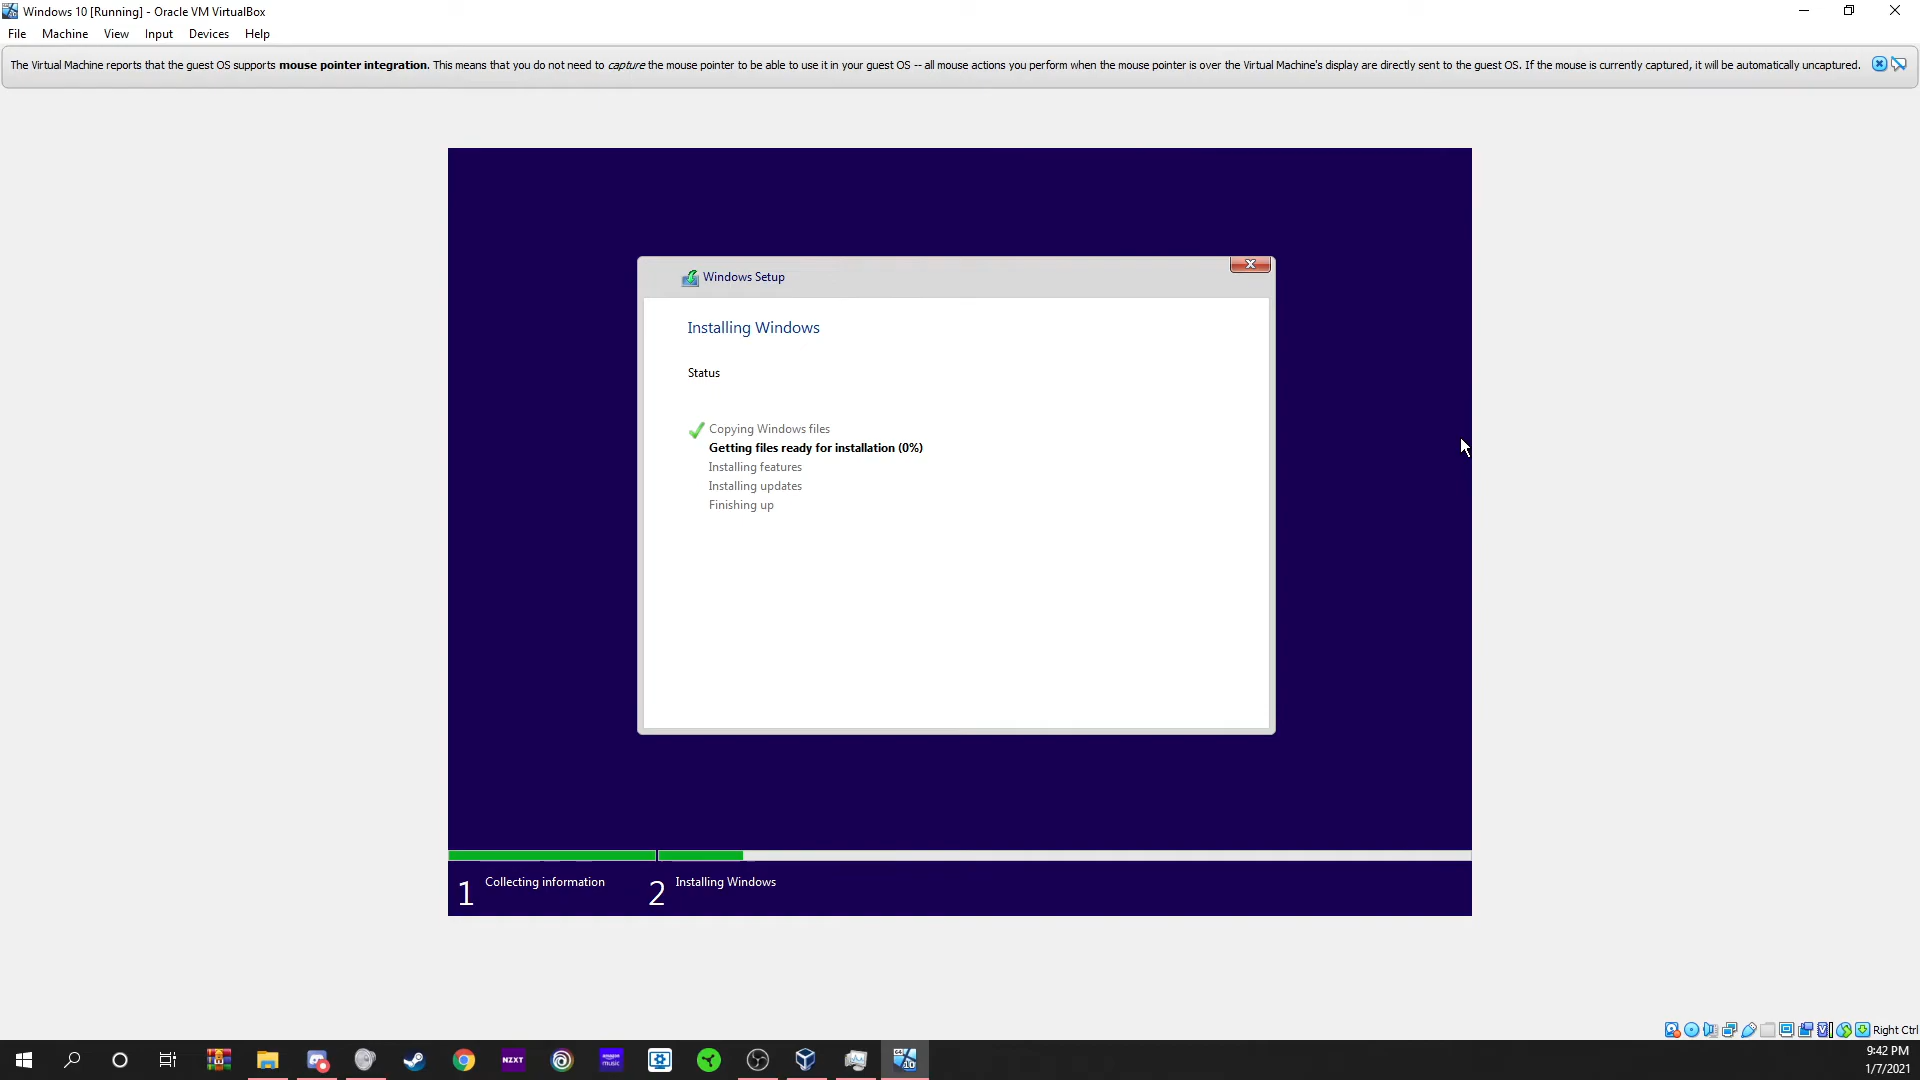 Windows 10 [Running] - Oracle VM VirtualBox
File Machine View Input Devices Help
The Virtual Machine reports that the guest OS supports mouse pointer integration. This means that you do not need to capture the mouse pointer to be able to use it in your guest OS -- all mouse actions you perform when the mouse pointer is over the Virtual Machine's display are directly sent to the guest OS. If the mouse is currently captured, it will be automatically uncaptured.
Windows Setup
Installing Windows
Status
Copying Windows files
Getting files ready for installation (0%)
Installing features
Installing updates
Finishing up
1 Collecting information 2 Installing Windows
Right Ctrl
NZXT
amazon music
9:42 PM
1/7/2021